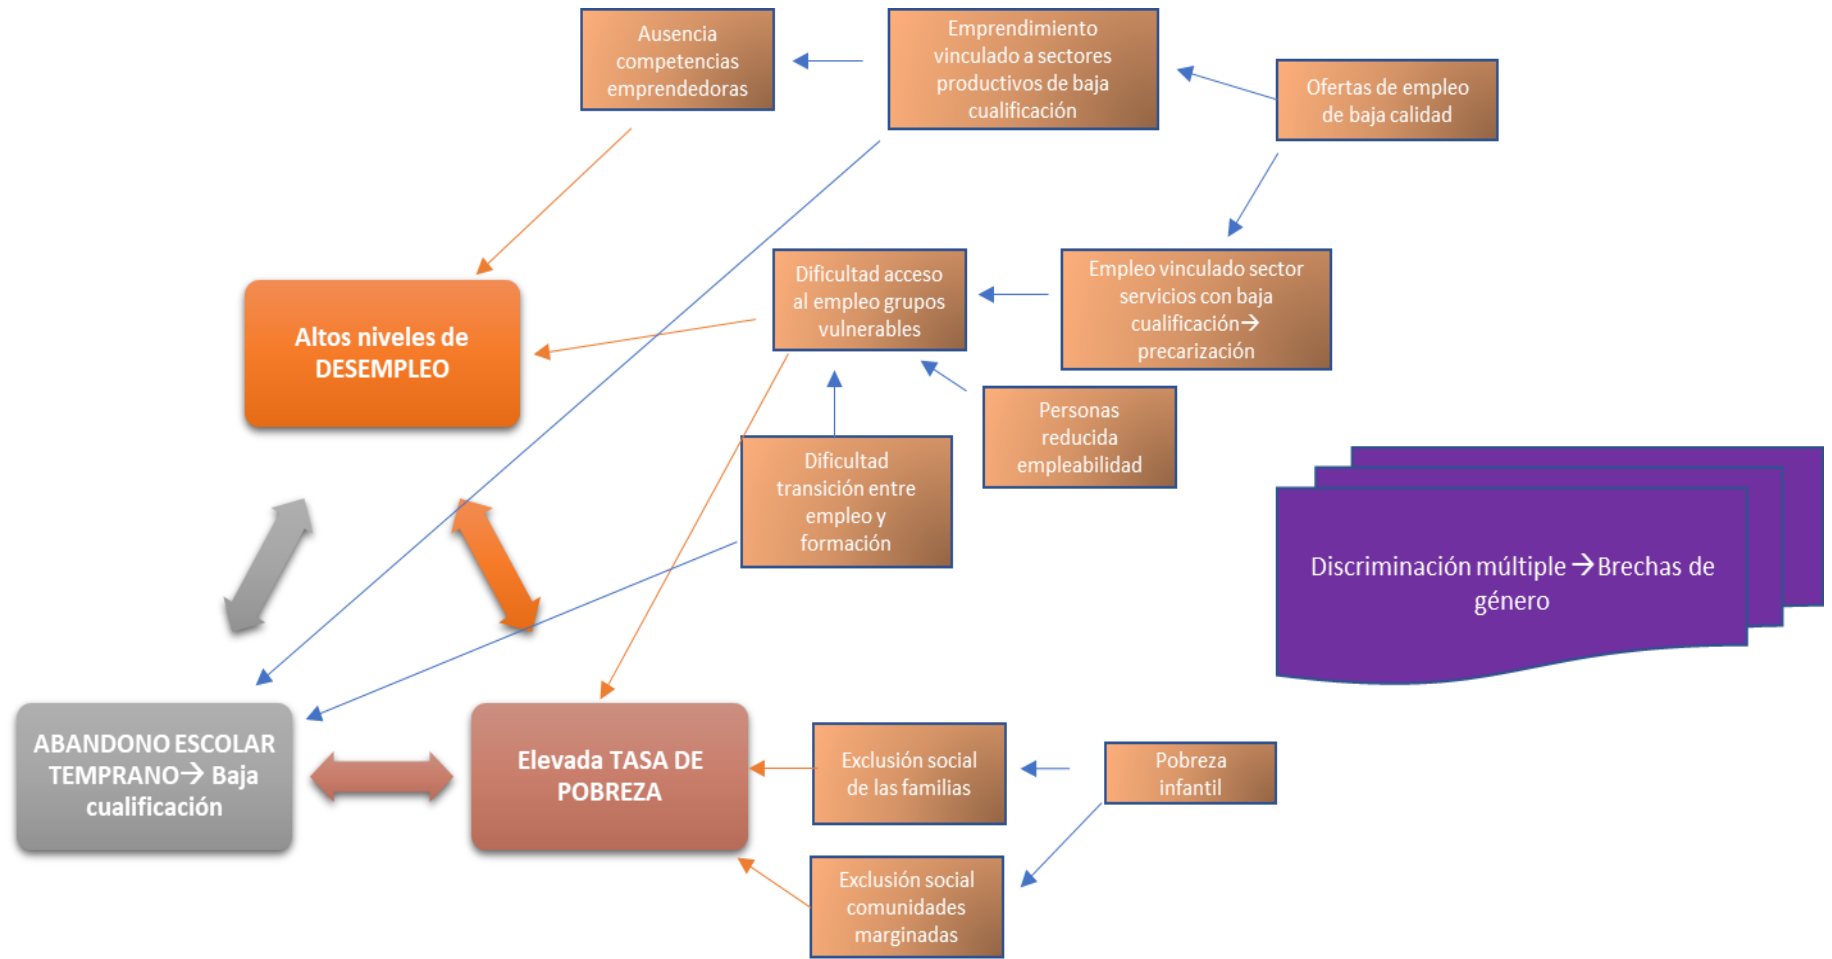 Ausencia
competencias
emprendedoras
Emprendimiento
vinculado a sectores
productivos de baja
cualificación
Ofertas de empleo
de baja calidad
Altos niveles de
DESEMPLEO
Dificultad acceso
al empleo grupos
vulnerables
Empleo vinculado sector
servicios con baja
cualificación→
precarización
Personas
reducida
empleabilidad
Dificultad
transición entre
empleo y
formación
Discriminación múltiple →Brechas de
género
ABANDONO ESCOLAR
TEMPRANO→ Baja
cualificación
Elevada TASA DE
POBREZA
Exclusión social
de las familias
Pobreza
infantil
Exclusión social
comunidades
marginadas